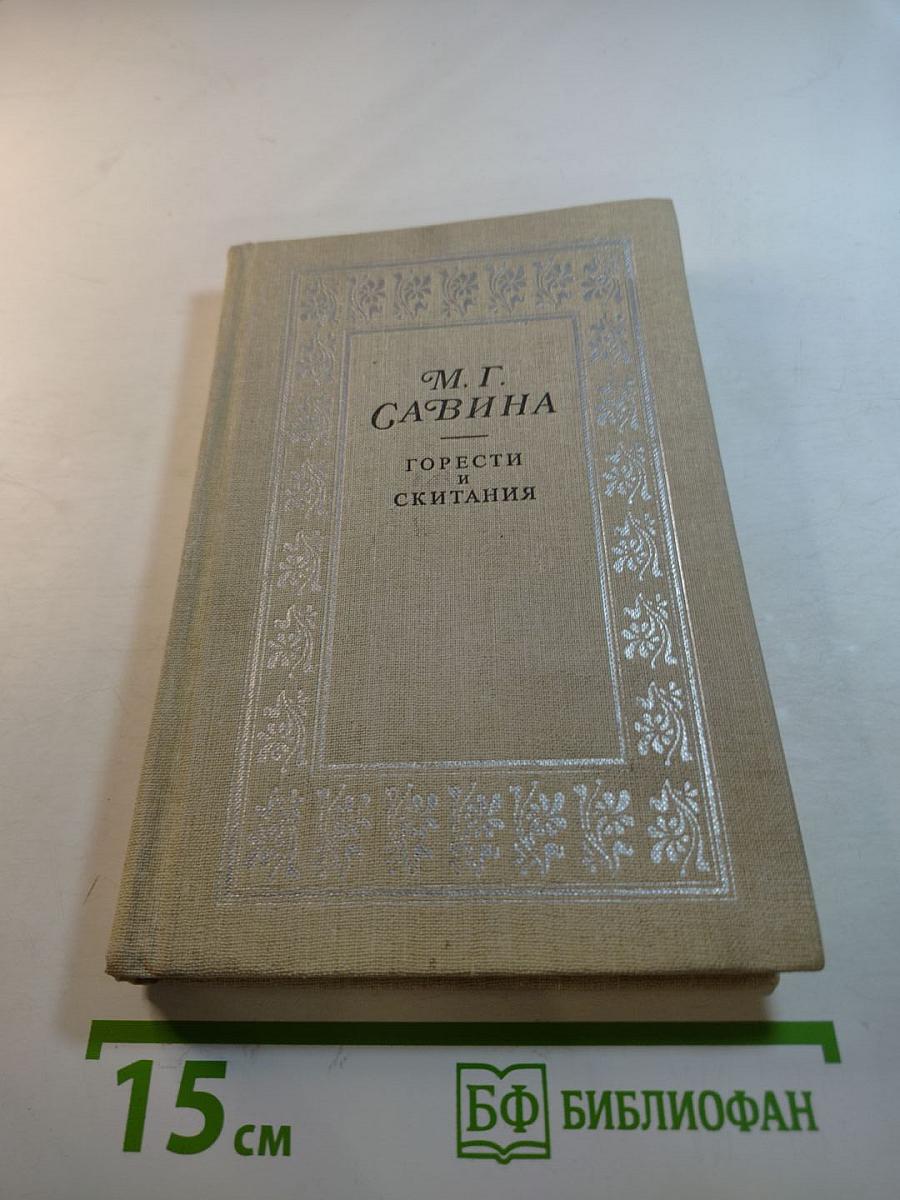 М. Г.
САВИНА
ГОРЕСТИ
И
СКИТАНИЯ
15 см
БФ БИБЛИОФАН